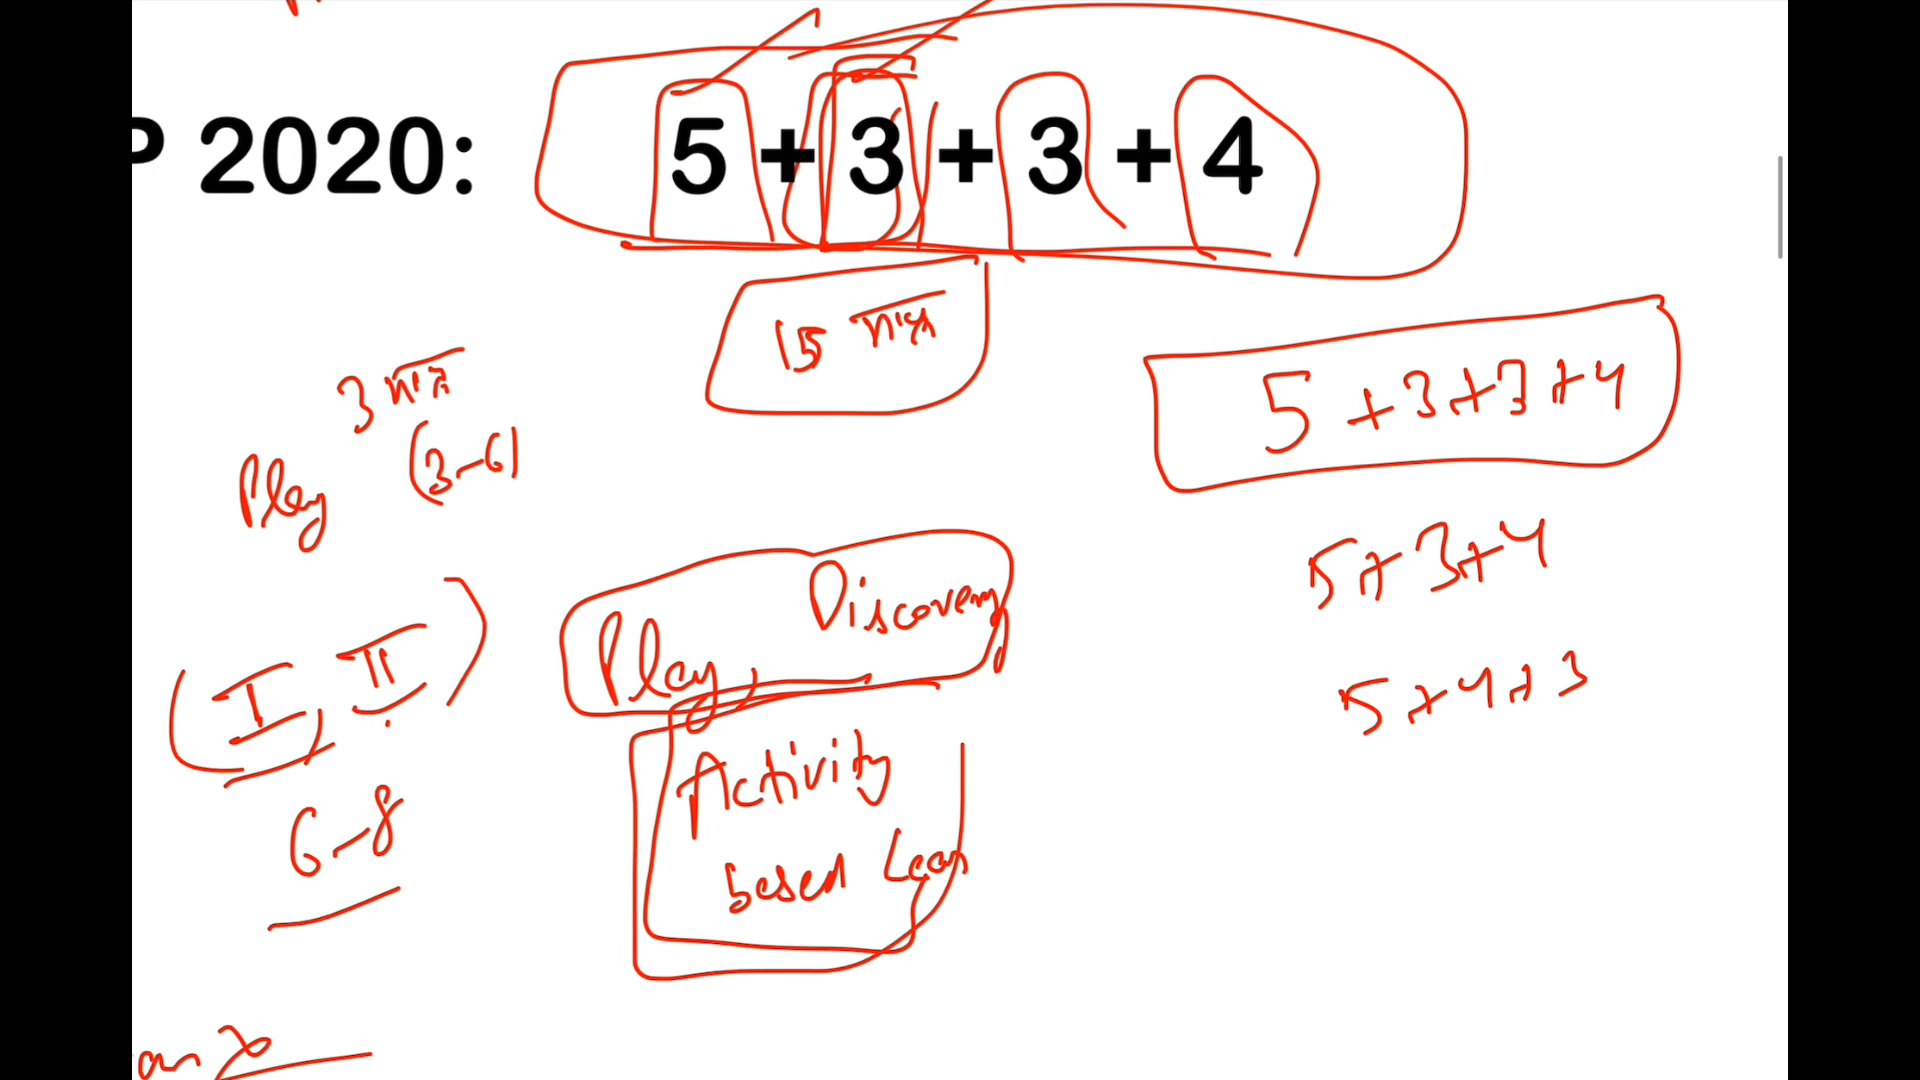 P 2020: 5 + 3 + 3 + 4
15
3
(3-6)
Play
5 + 3 + 3 + 4
5 + 3 + 4
5 + 4 + 3
(I, II)
6-8
Play, Discovery
Activity
based Learn